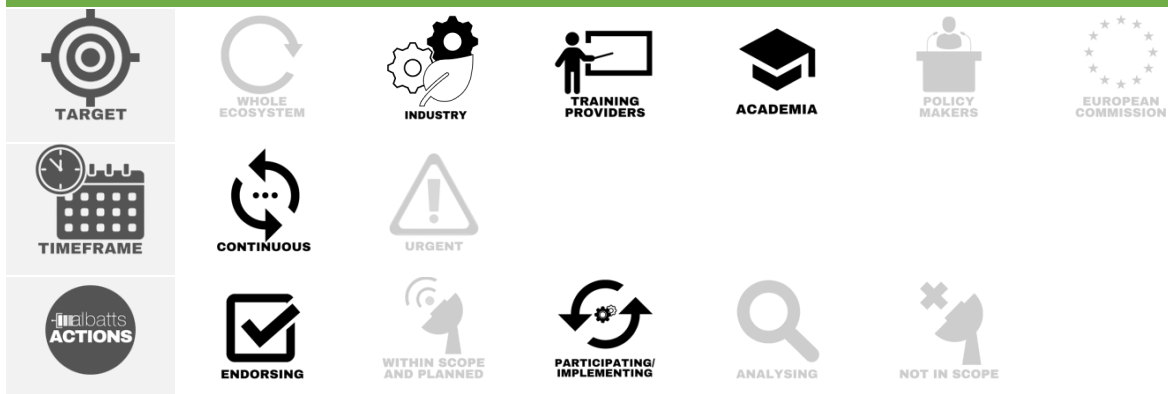 TARGET
WHOLE
ECOSYSTEM
INDUSTRY
TRAINING
PROVIDERS
ACADEMIA
POLICY
MAKERS
EUROPEAN
COMMISSION
TIMEFRAME
CONTINUOUS
URGENT
albatts
ACTIONS
ENDORSING
WITHIN SCOPE
AND PLANNED
PARTICIPATING/
IMPLEMENTING
ANALYSING
NOT IN SCOPE